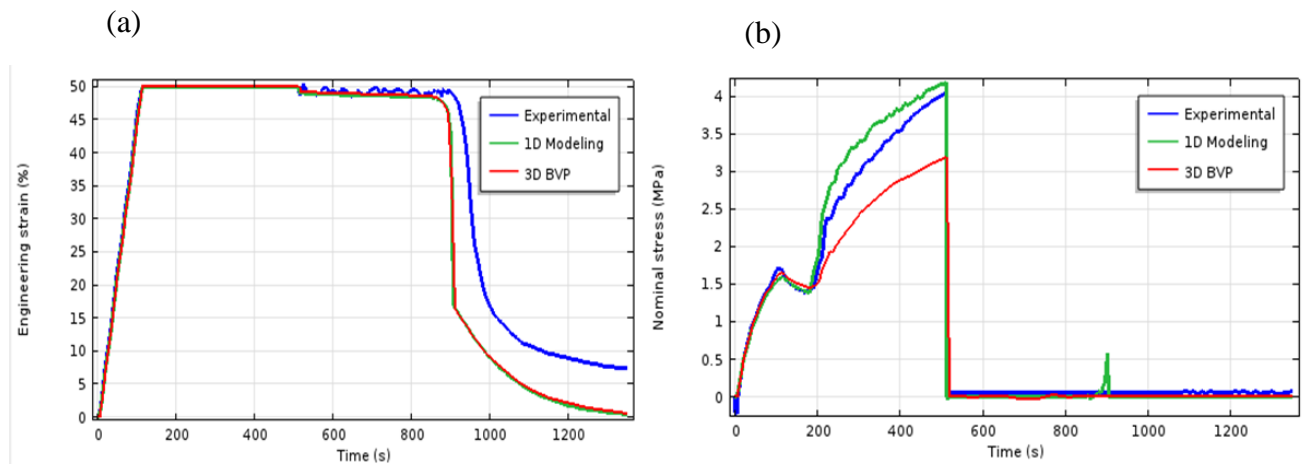 (a)
(b)
Engineering strain (%)
50
45
40
35
30
25
20
15
10
5
0
0 200 400 600 800 1000 1200
Time (s)
Experimental
1D Modeling
3D BVP
Nominal stress (MPa)
4
3.5
3
2.5
2
1.5
1
0.5
0
0 200 400 600 800 1000 1200
Time (s)
Experimental
1D Modeling
3D BVP